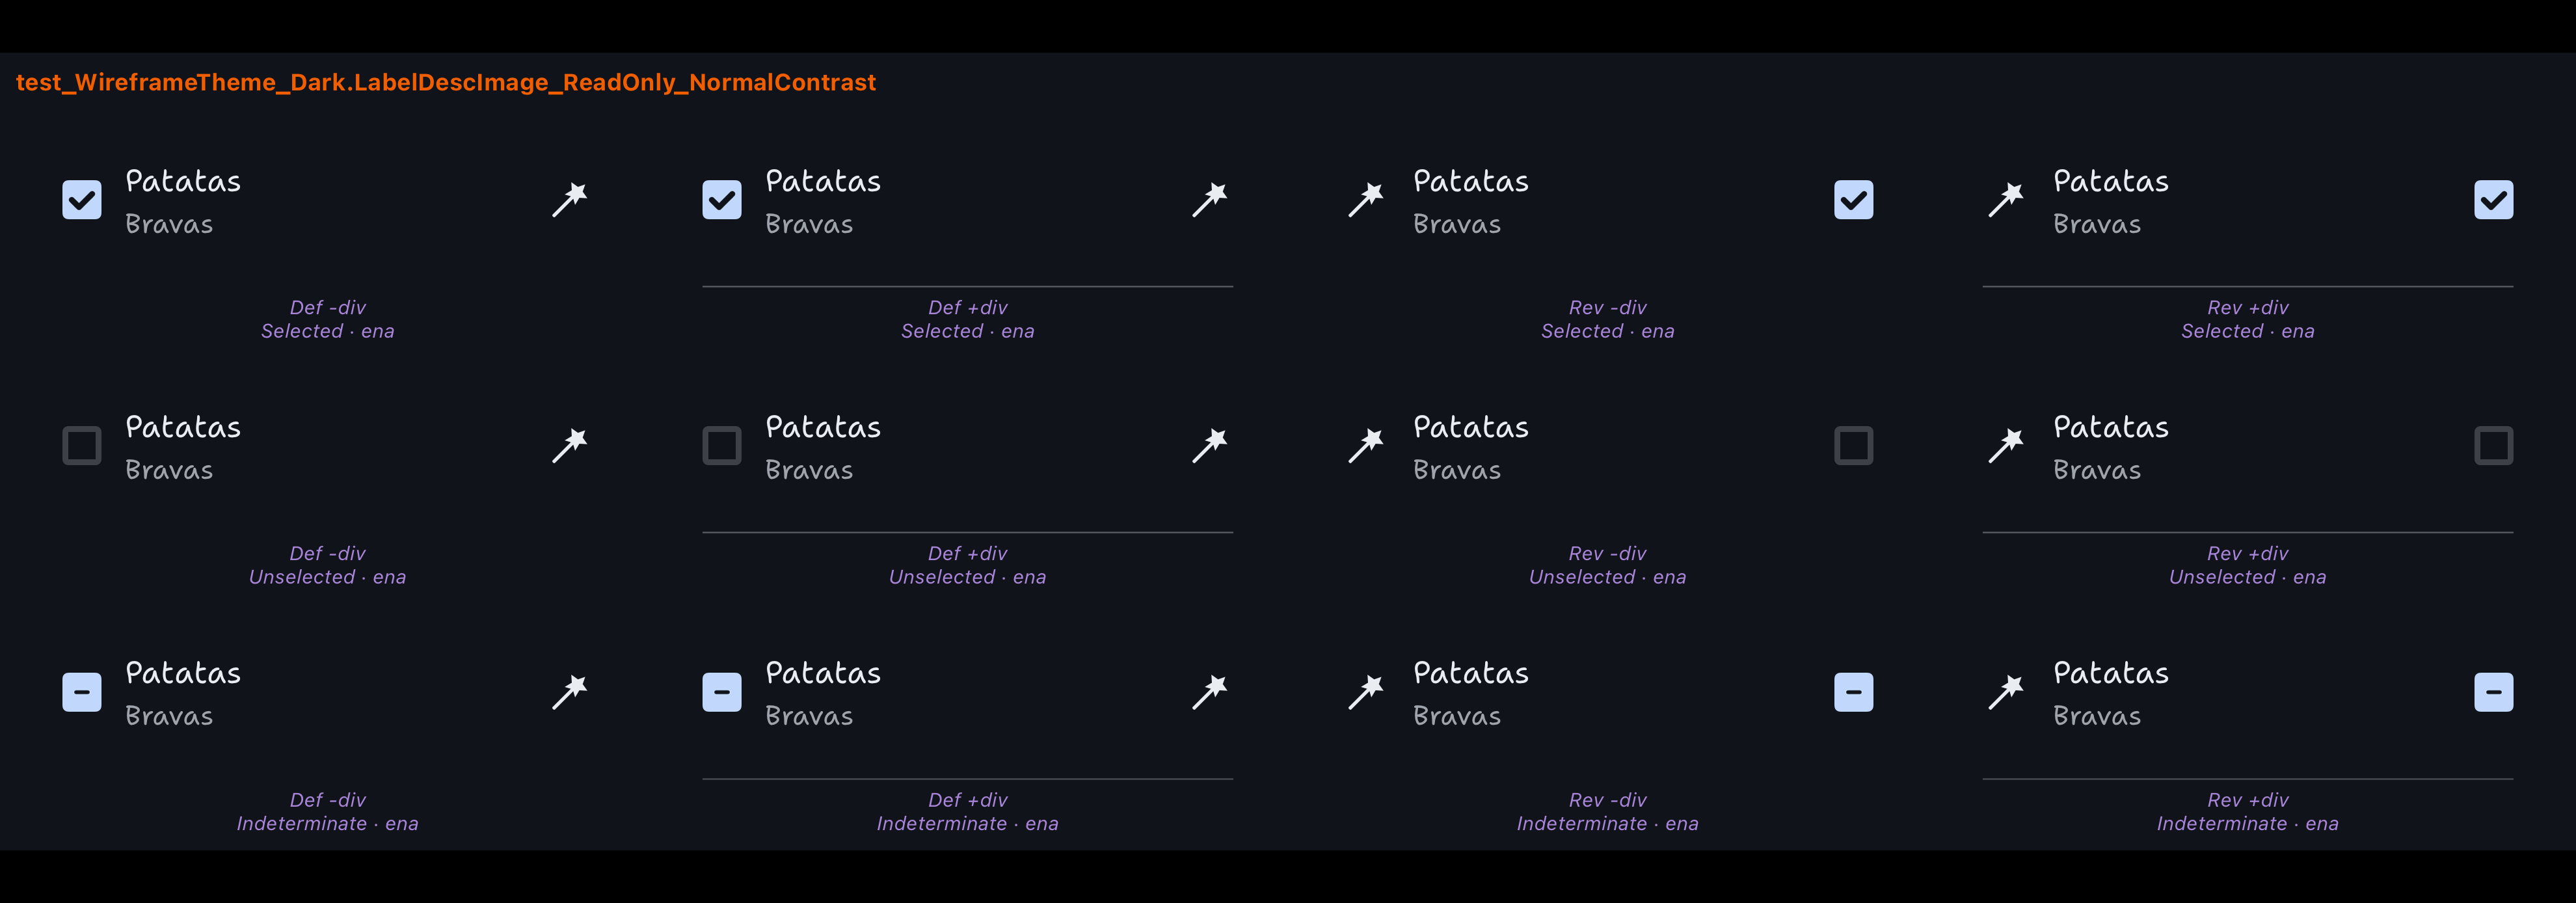 test_WireframeTheme_Dark.LabelDescImage_ReadOnly_NormalContrast
Patatas
Bravas
Def -div
Selected · ena
Patatas
Bravas
Def +div
Selected · ena
Patatas
Bravas
Rev -div
Selected · ena
Patatas
Bravas
Rev +div
Selected · ena
Patatas
Bravas
Def -div
Unselected · ena
Patatas
Bravas
Def +div
Unselected · ena
Patatas
Bravas
Rev -div
Unselected · ena
Patatas
Bravas
Rev +div
Unselected · ena
Patatas
Bravas
Def -div
Indeterminate · ena
Patatas
Bravas
Def +div
Indeterminate · ena
Patatas
Bravas
Rev -div
Indeterminate · ena
Patatas
Bravas
Rev +div
Indeterminate · ena